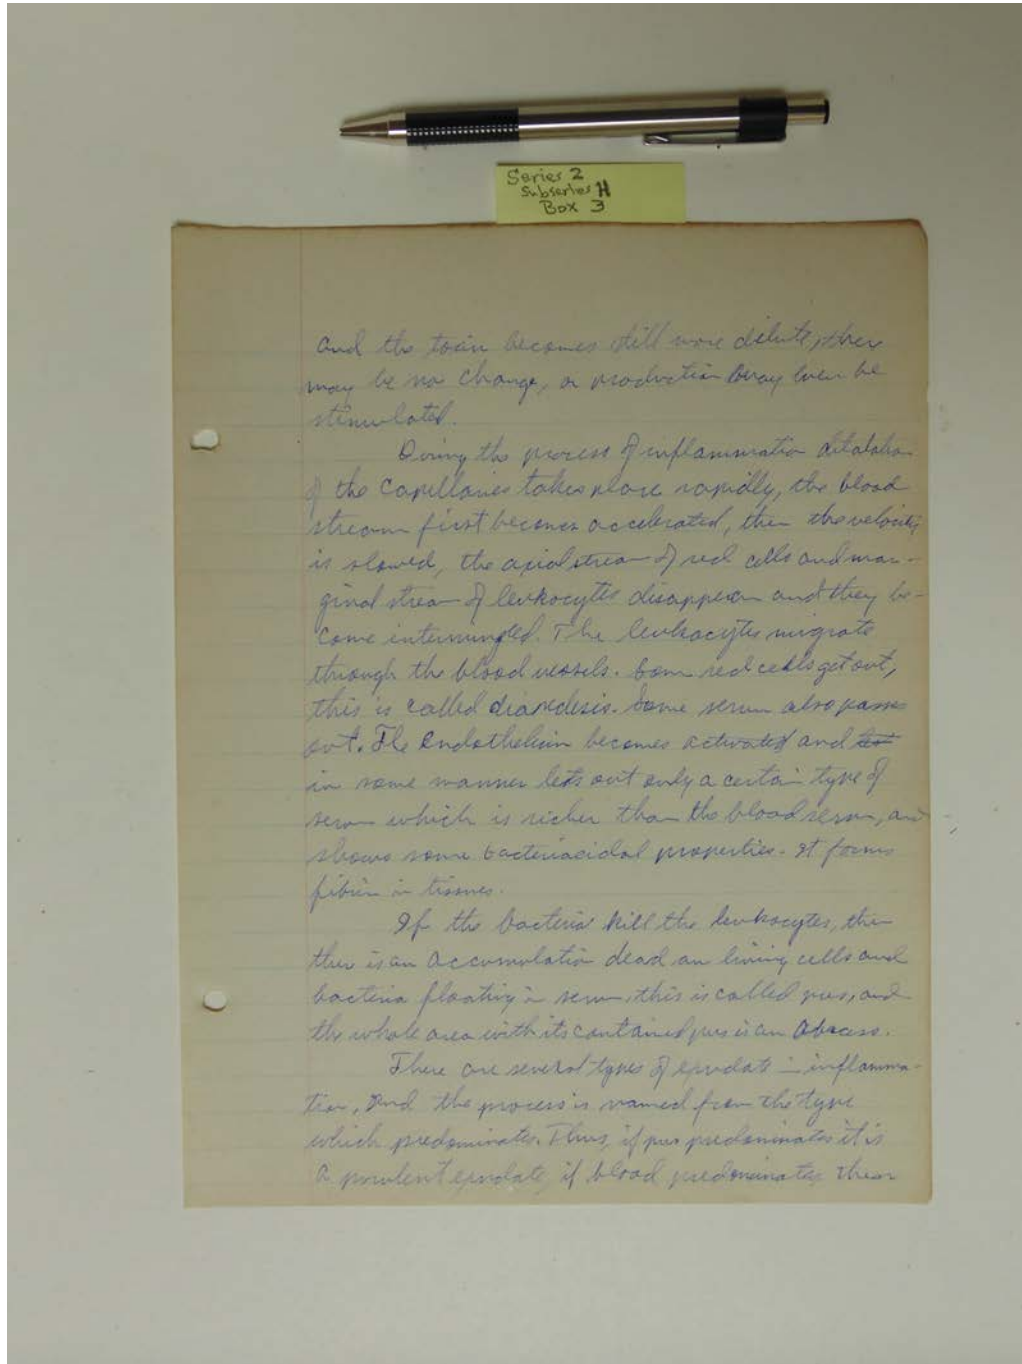 Series 2
Subseries H
Box 3
and the toxin becomes still more dilute, there
may be no change, or production may even be
stimulated.
During the process of inflammation dilatation
of the capillaries takes place rapidly, the blood
stream first becomes accelerated, then the velocity
is slowed, the axial stream of red cells and mar-
ginal stream of leukocytes disappear and they be-
come intermingled. The leukocytes migrate
through the blood vessels. Some red cells get out,
this is called diapedesis. Some serum also passes
out. The Endothelium becomes activated and
in some manner lets out only a certain type of
serum which is richer than the blood serum, and
shows some bacteriacidal properties. It forms
fibrin in tissues.
If the bacteria kill the leukocytes, then
ther is an accumulation dead an living cells and
bacteria floating in serum, this is called pus, and
the whole area with its contained pus is an Abscess.
There are several types of exudate in inflamma-
tion, and the process is named from the type
which predominates. Thus, if pus predominates it is
a purulent exudate, if blood predominates, then